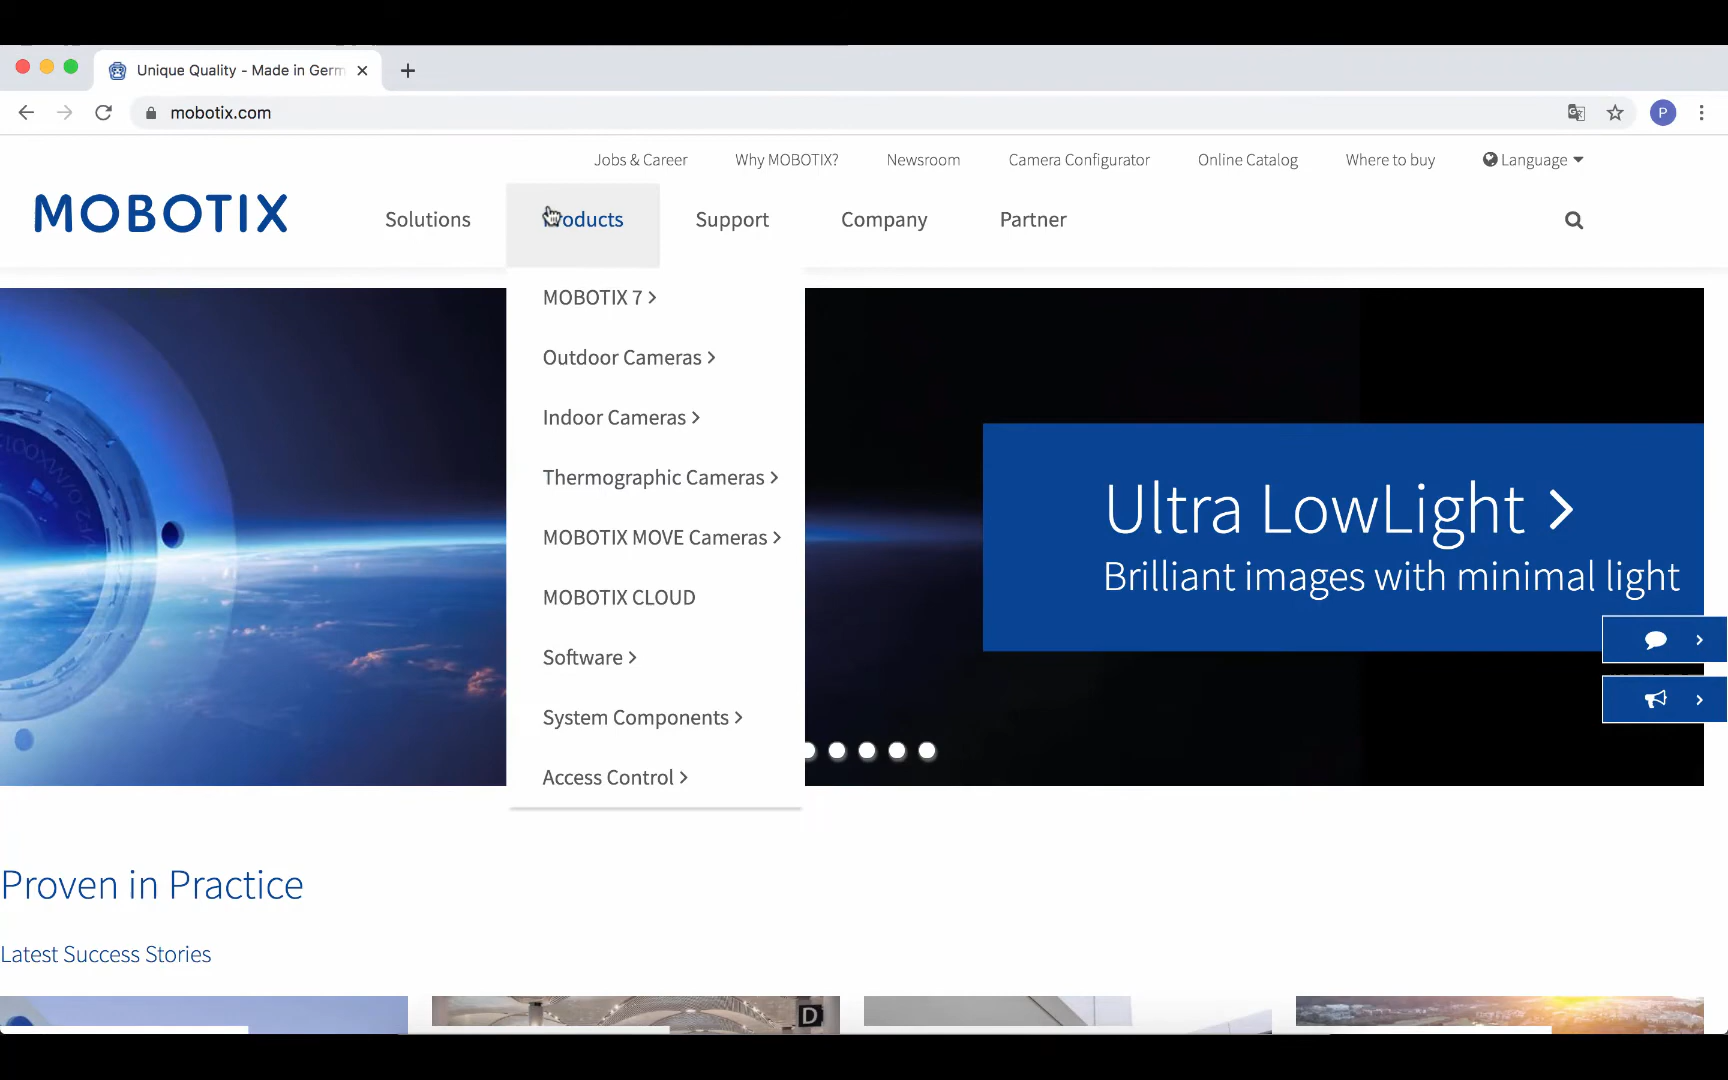 Unique Quality - Made in Germ
mobotix.com
P
Jobs & Career
Why MOBOTIX?
Newsroom
Camera Configurator
Online Catalog
Where to buy
Language
MOBOTIX
Solutions
Products
Support
Company
Partner
MOBOTIX 7
Outdoor Cameras
Indoor Cameras
Thermographic Cameras
MOBOTIX MOVE Cameras
MOBOTIX CLOUD
Software
System Components
Access Control
Ultra LowLight
Brilliant images with minimal light
Proven in Practice
Latest Success Stories
D